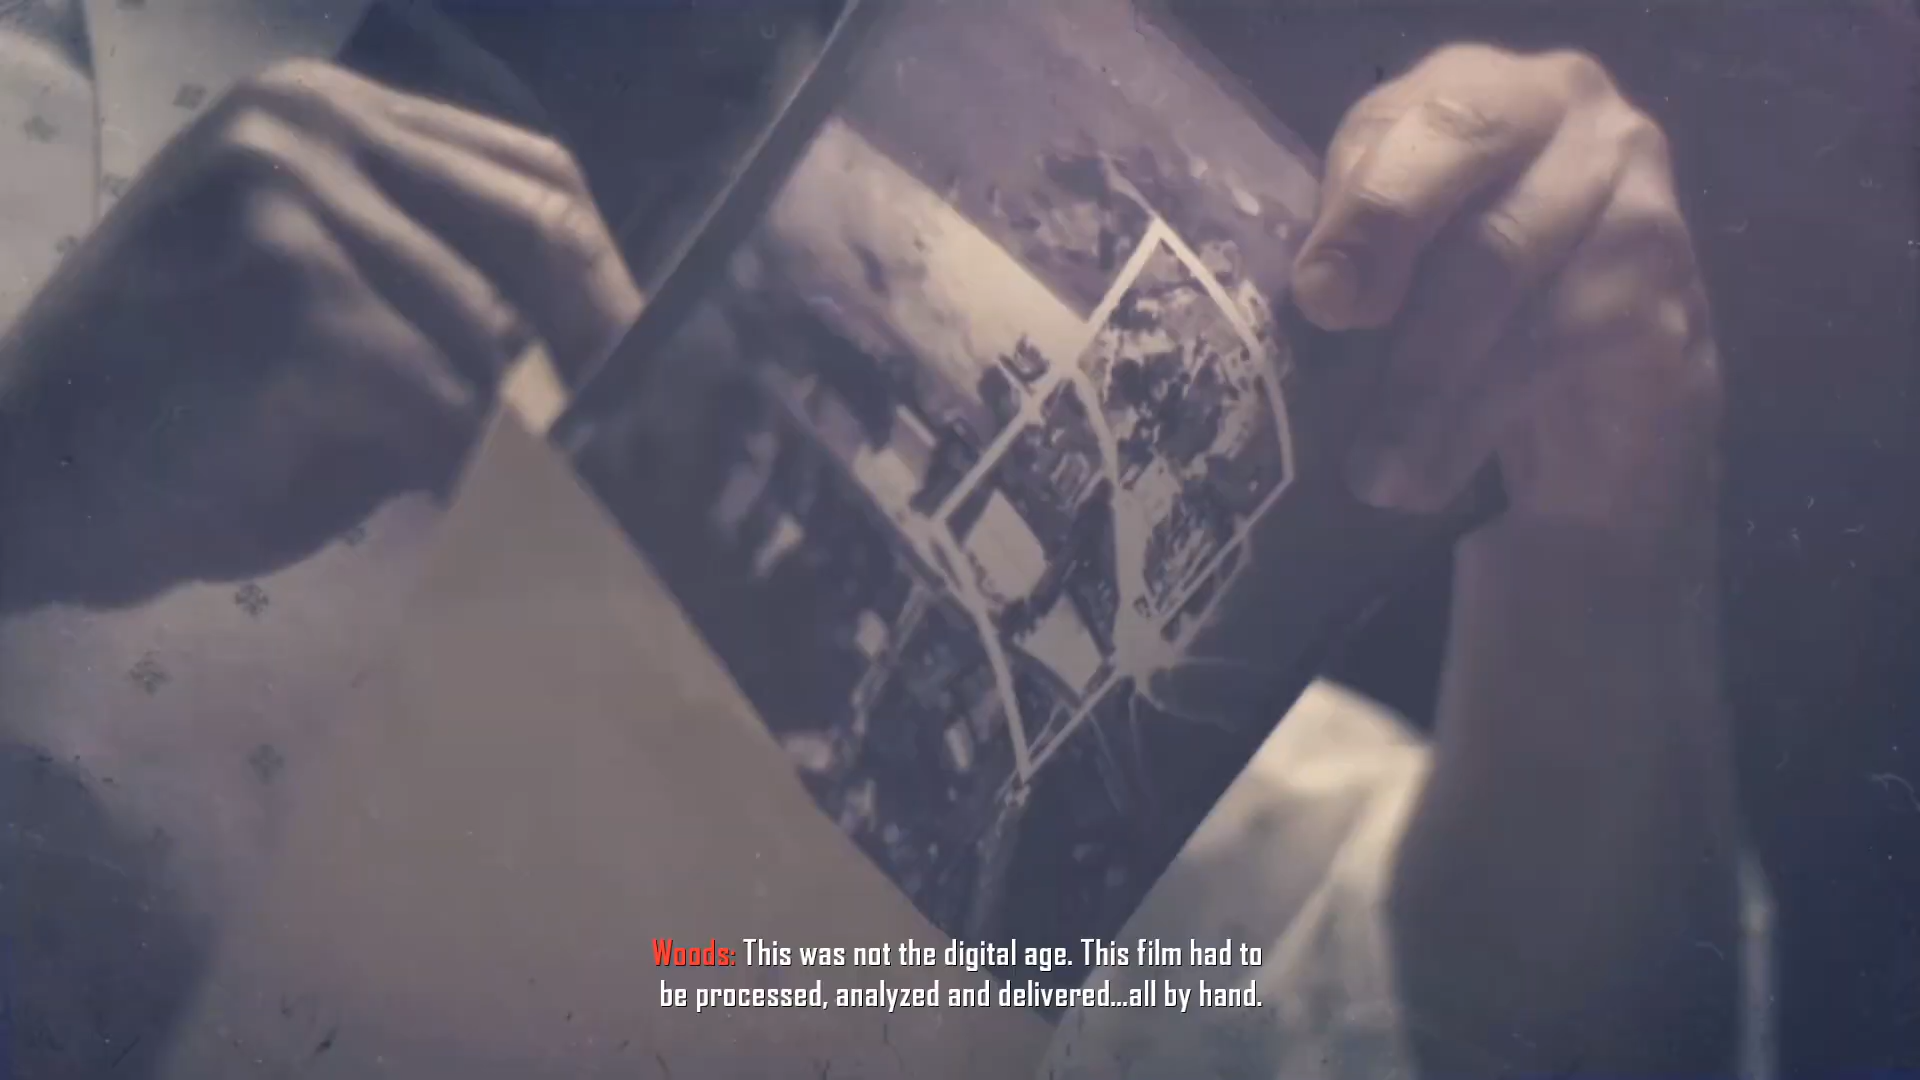 Woods: This was not the digital age. This film had to
be processed, analyzed and delivered...all by hand.